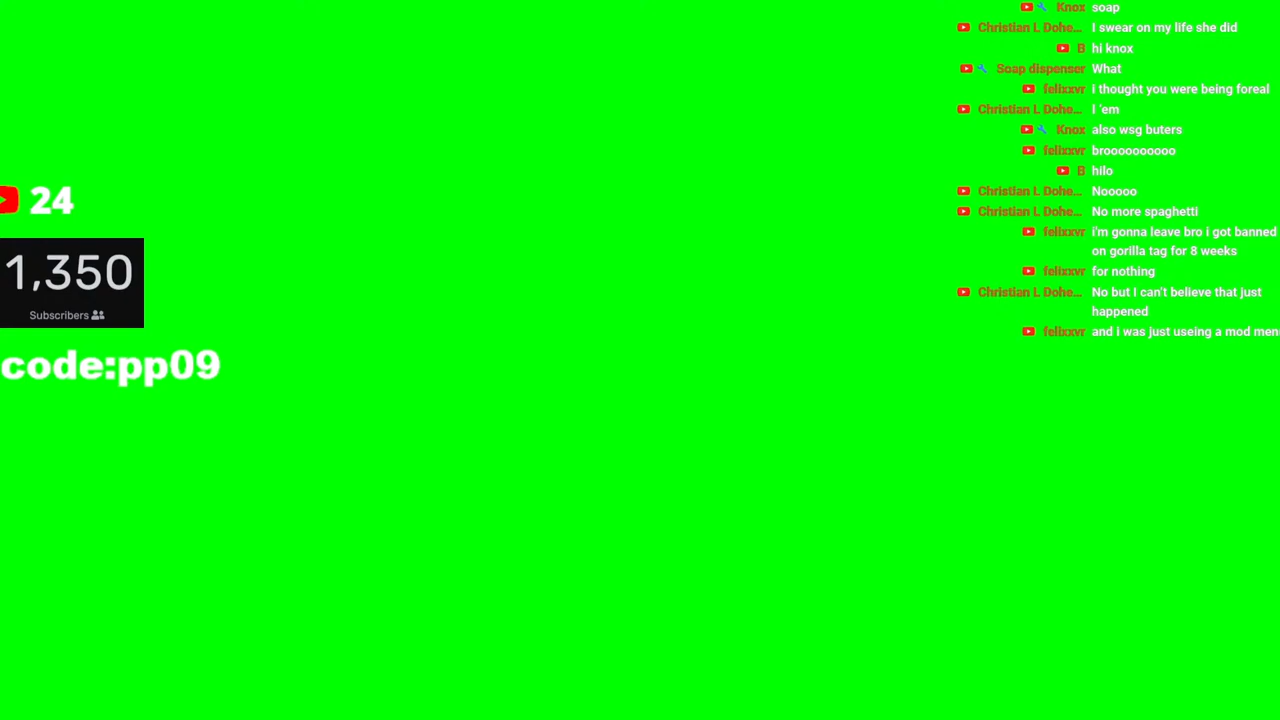 24
1,350
Subscribers
code:pp09
Knox soap
Christian L Dohe... I swear on my life she did
B hi knox
Soap dispenser What
felixxvr i thought you were being foreal
Christian L Dohe... I 'em
Knox also wsg buters
felixxvr broooooooooo
B hilo
Christian L Dohe... Nooooo
Christian L Dohe... No more spaghetti
felixxvr i'm gonna leave bro i got banned
on gorilla tag for 8 weeks
felixxvr for nothing
Christian L Dohe... No but I can't believe that just
happened
felixxvr and i was just useing a mod men